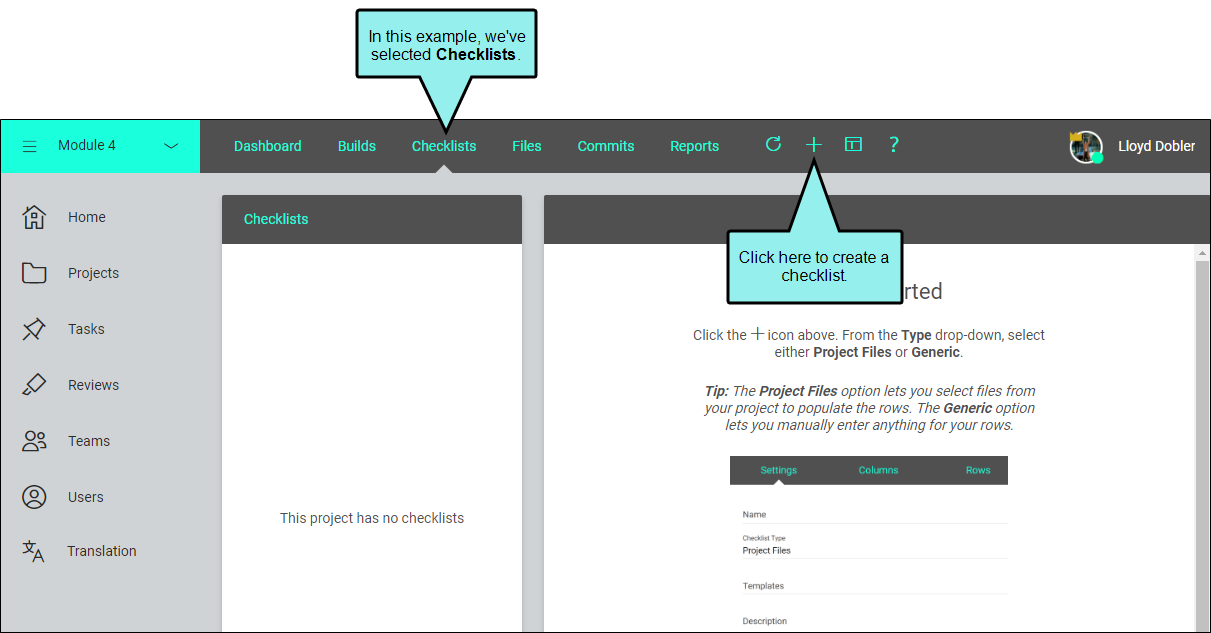 In this example, we've
selected Checklists.
Module 4
Dashboard Builds Checklists Files Commits Reports ?
Lloyd Dobler
Home
Projects
Tasks
Reviews
Teams
Users
Translation
Checklists
This project has no checklists
Click here to create a
checklist.
Click the + icon above. From the Type drop-down, select
either Project Files or Generic.
Tip: The Project Files option lets you select files from
your project to populate the rows. The Generic option
lets you manually enter anything for your rows.
Settings Columns Rows
Name
Checklist Type
Project Files
Templates
Description